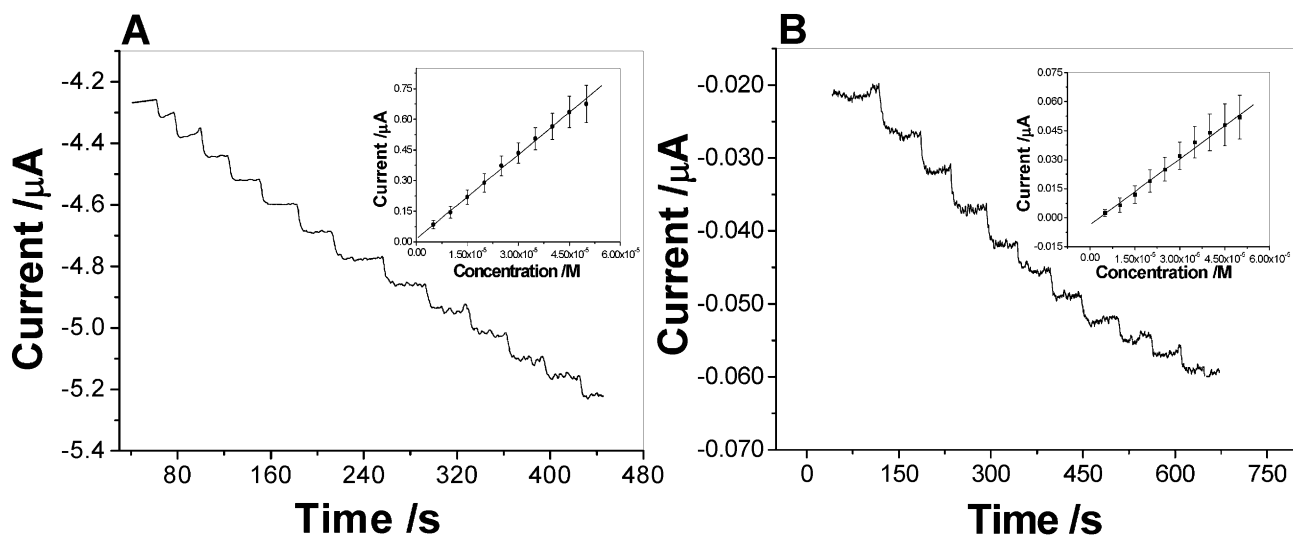 A
Current /μA
-4.2
-4.4
-4.6
-4.8
-5.0
-5.2
-5.4
80 160 240 320 400 480
Time /s
Current /μA
0.75
0.60
0.45
0.30
0.15
0.00
0.00 1.50x10⁻⁵ 3.00x10⁻⁵ 4.50x10⁻⁵ 6.00x10⁻⁵
Concentration /M
B
Current /μA
-0.020
-0.030
-0.040
-0.050
-0.060
-0.070
0 150 300 450 600 750
Time /s
Current /μA
0.075
0.060
0.045
0.030
0.015
0.000
-0.015
0.00 1.50x10⁻⁵ 3.00x10⁻⁵ 4.50x10⁻⁵ 6.00x10⁻⁵
Concentration /M